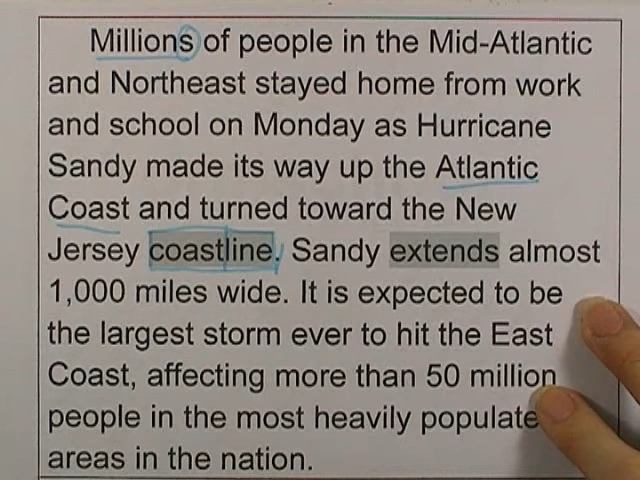 Millions of people in the Mid-Atlantic
and Northeast stayed home from work
and school on Monday as Hurricane
Sandy made its way up the Atlantic
Coast and turned toward the New
Jersey coastline. Sandy extends almost
1,000 miles wide. It is expected to be
the largest storm ever to hit the East
Coast, affecting more than 50 million
people in the most heavily populate
areas in the nation.